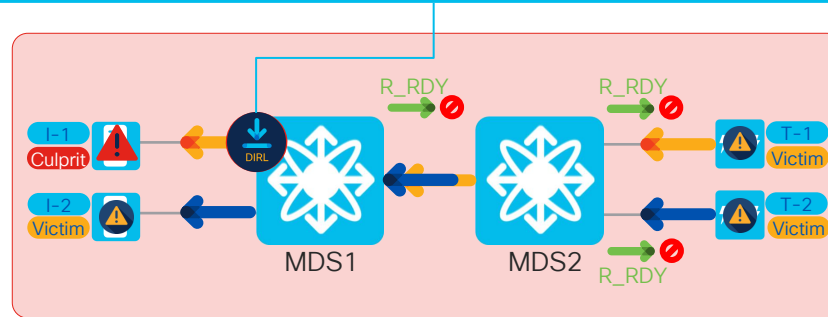 R_RDY
R_RDY
I-1
Culprit
DIRL
T-1
Victim
I-2
Victim
T-2
Victim
MDS1
MDS2
R_RDY